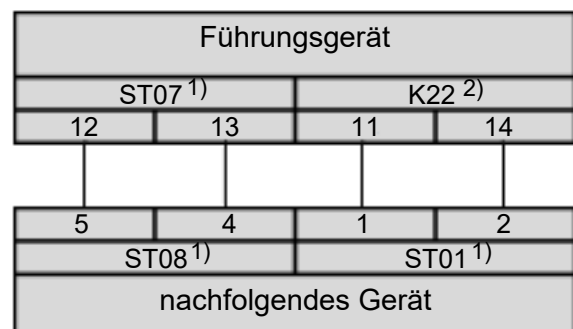 Führungsgerät
ST07 1) K22 2)
12 13 11 14
5 4 1 2
ST08 1) ST01 1)
nachfolgendes Gerät